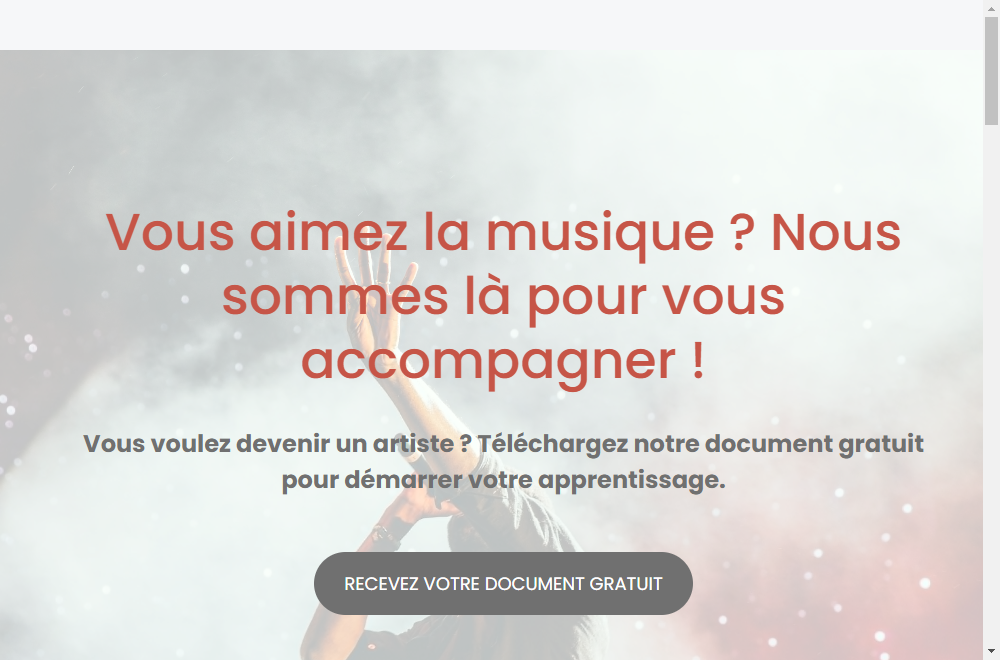 Vous aimez la musique ? Nous
sommes là pour vous
accompagner !
Vous voulez devenir un artiste ? Téléchargez notre document gratuit
pour démarrer votre apprentissage.
RECEVEZ VOTRE DOCUMENT GRATUIT